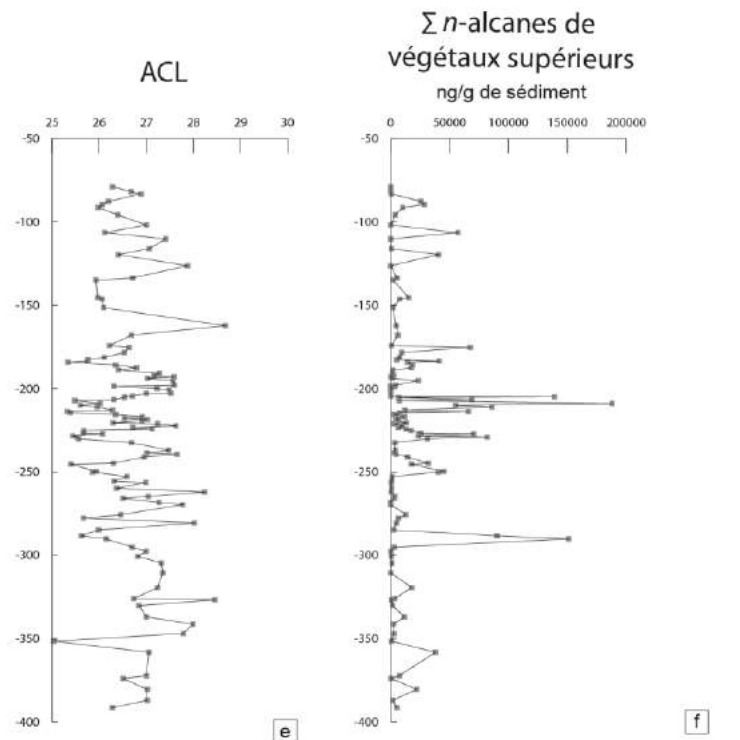 ACL
25 26 27 28 29 30
-50
-100
-150
-200
-250
-300
-350
-400
e
Σ n-alcanes de
végétaux supérieurs
ng/g de sédiment
0 50000 100000 150000 200000
-50
-100
-150
-200
-250
-300
-350
-400
f